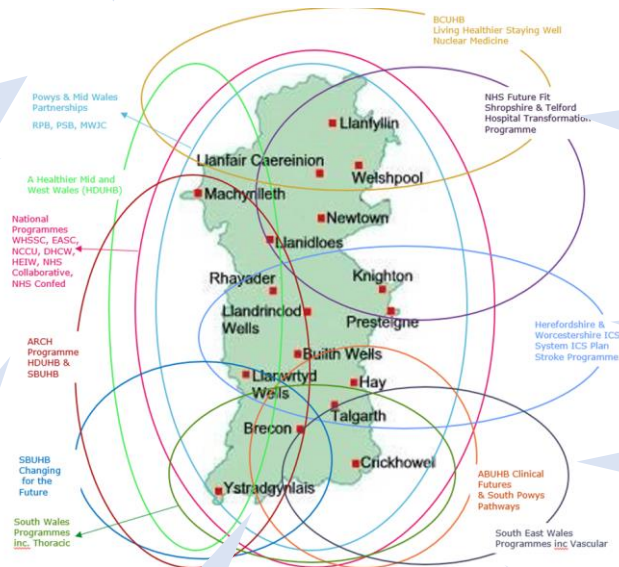 BCUHB
Living Healthier Staying Well
Nuclear Medicine
Powys & Mid Wales
Partnerships
RPB, PSB, MWJC
NHS Future Fit
Shropshire & Telford
Hospital Transformation
Programme
Llanfyllin
Llanfair Caereinion
Welshpool
A Healthier Mid and
West Wales (HDUHB)
Machynlleth
National
Programmes
WHSSC, EASC,
NCCU, DHCW,
HEIW, NHS
Collaborative,
NHS Confed
Newtown
Llanidloes
Rhayader
Knighton
Llandrindod
Wells
Presteigne
Herefordshire &
Worcestershire ICS
System ICS Plan
Stroke Programme
ARCH
Programme
HDUHB &
SBUHB
Builth Wells
Llanwrtyd
Wells
Hay
Talgarth
Brecon
Crickhowel
SBUHB
Changing
for the
Future
ABUHB Clinical
Futures
& South Powys
Pathways
Ystradgynlais
South Wales
Programmes
inc. Thoracic
South East Wales
Programmes inc Vascular